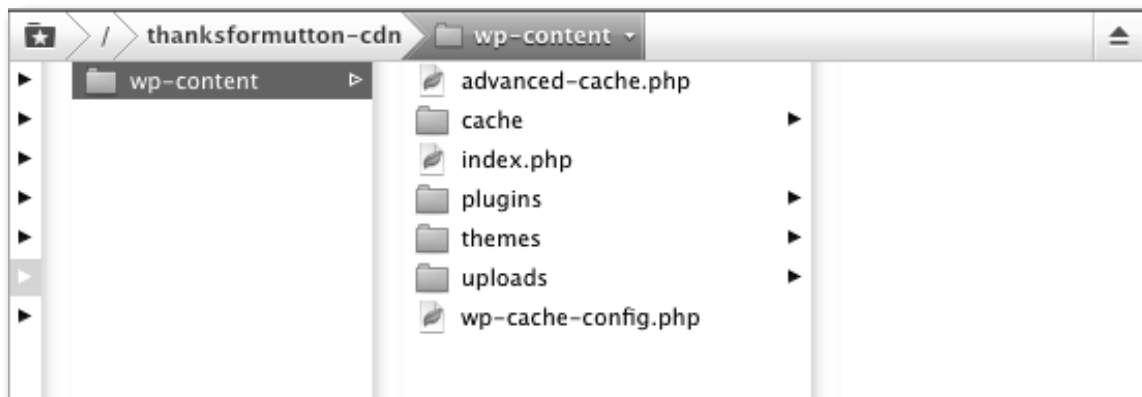 / thanksformutton-cdn wp-content
wp-content
advanced-cache.php
cache
index.php
plugins
themes
uploads
wp-cache-config.php